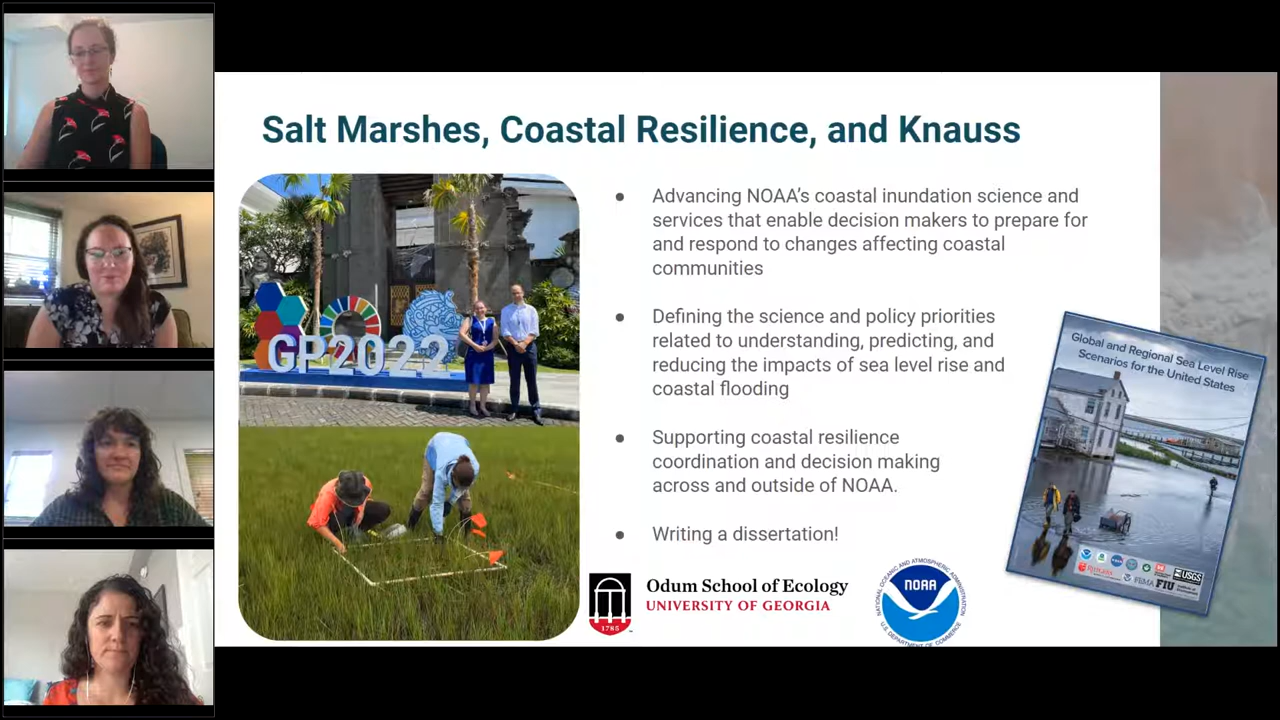 Salt Marshes, Coastal Resilience, and Knauss
GP2022
● Advancing NOAA’s coastal inundation science and
services that enable decision makers to prepare for
and respond to changes affecting coastal
communities
● Defining the science and policy priorities
related to understanding, predicting, and
reducing the impacts of sea level rise and
coastal flooding
● Supporting coastal resilience
coordination and decision making
across and outside of NOAA.
● Writing a dissertation!
Global and Regional Sea Level Rise
Scenarios for the United States
RUTGERS
FEMA FIU
USGS
1785
Odum School of Ecology
UNIVERSITY OF GEORGIA
NATIONAL OCEANIC AND ATMOSPHERIC ADMINISTRATION
NOAA
U.S. DEPARTMENT OF COMMERCE